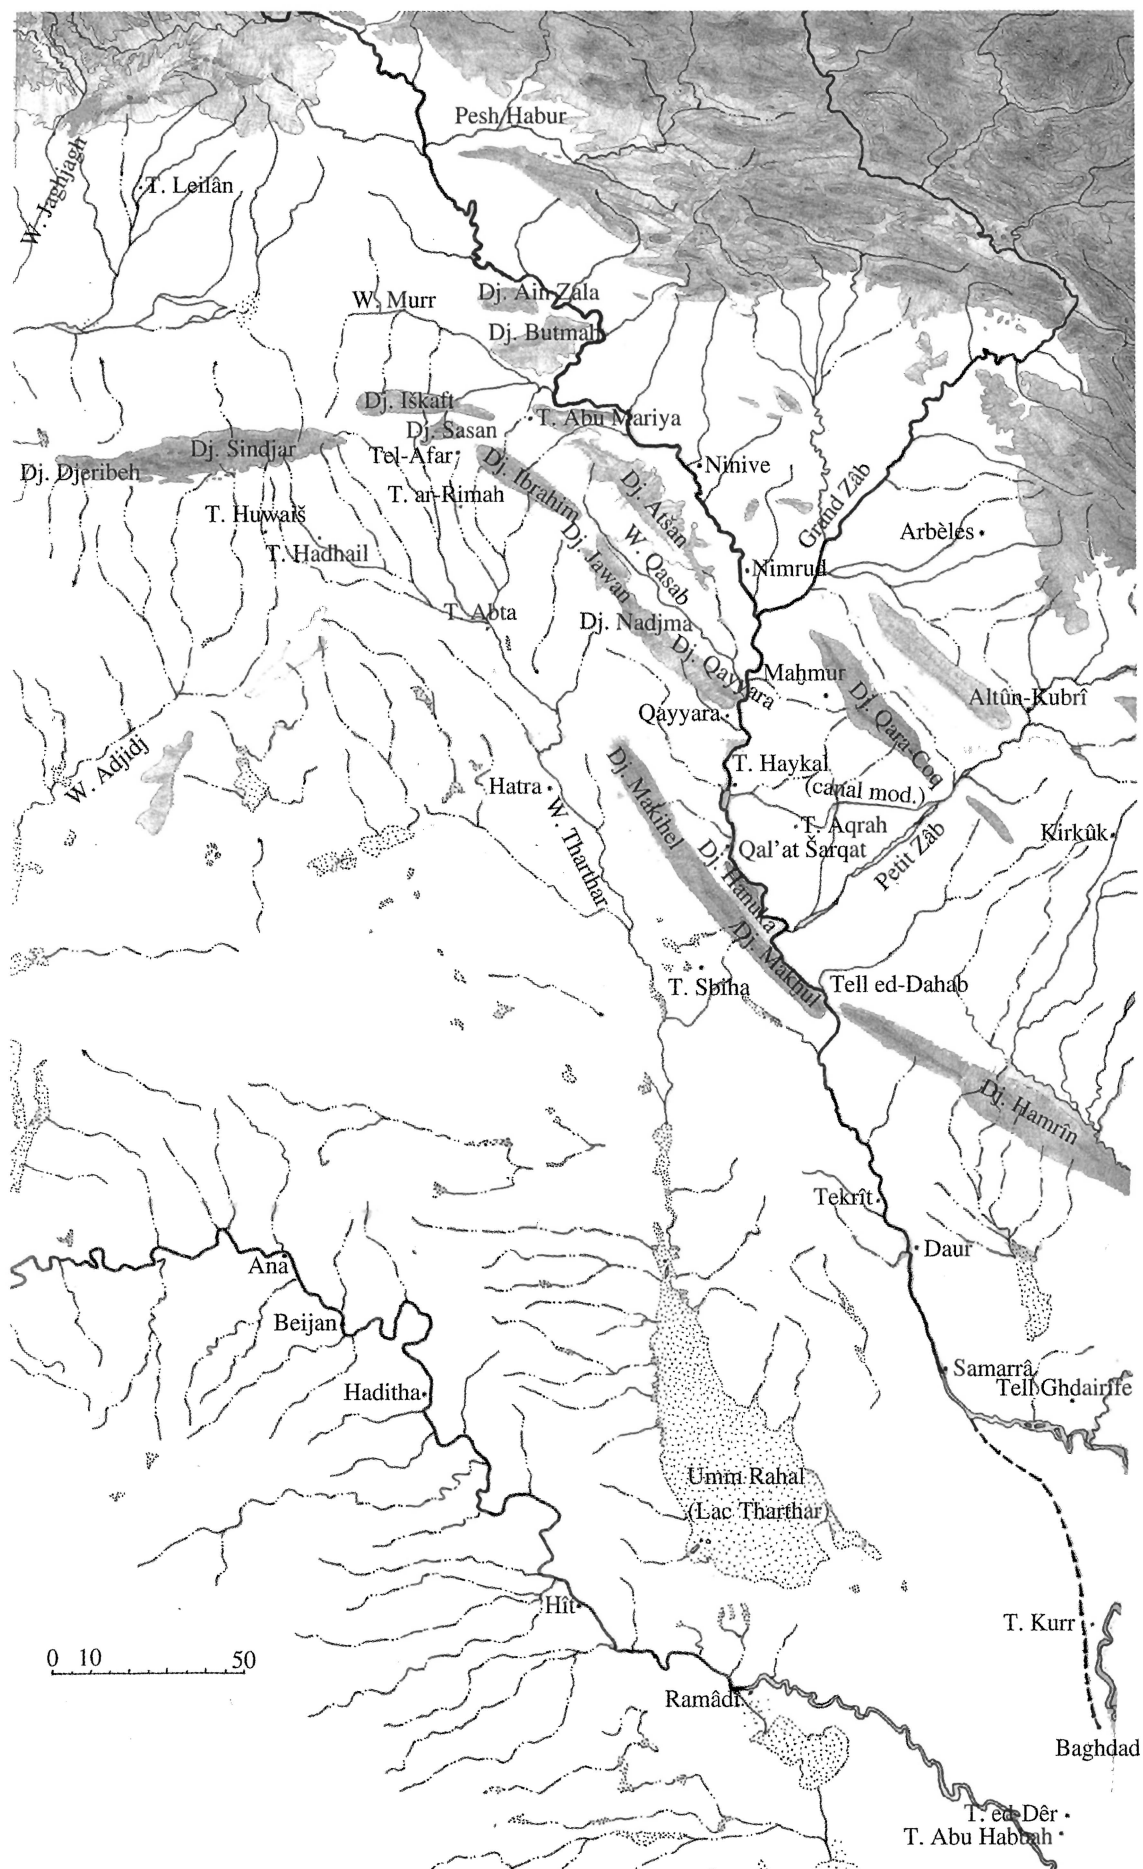 Pesh Habur
W. Jaghjagh
T. Leilân
Dj. Ain Zala
W. Murr
Dj. Butmah
Dj. Iškaft
T. Abu Mariya
Dj. Sasan
Dj. Sindjar
Tel-Afar
Ninive
Dj. Djeribeh
Dj. Ibrahim
Dj. Atšan
T. ar-Rimah
Grand Zâb
T. Huwaiš
Arbèles
W. Qasab
T. Hadhail
Dj. Jawan
Nimrud
T. Abta
Dj. Nadjma
Dj. Qayyara
Maḫmur
Dj. Qara-Coq
Altûn-Kubrî
Qayyara
W. Adjidj
T. Haykal
Dj. Makihel
Hatra
(canal mod.)
W. Tharthar
T. Aqrah
Kirkûk
Qal'at Šarqat
Petit Zâb
Dj. Hanuka
Dj. Makḫul
T. Sbiha
Tell ed-Dahab
Dj. Hamrîn
Tekrît
Daur
Anâ
Beijan
Samarrâ
Haditha
Tell Ghdairîfe
Umm Rahal
(Lac Tharthar)
Hît
T. Kurr
0 10 50
Ramâdî
Baghdad
T. ed-Dêr
T. Abu Habbah